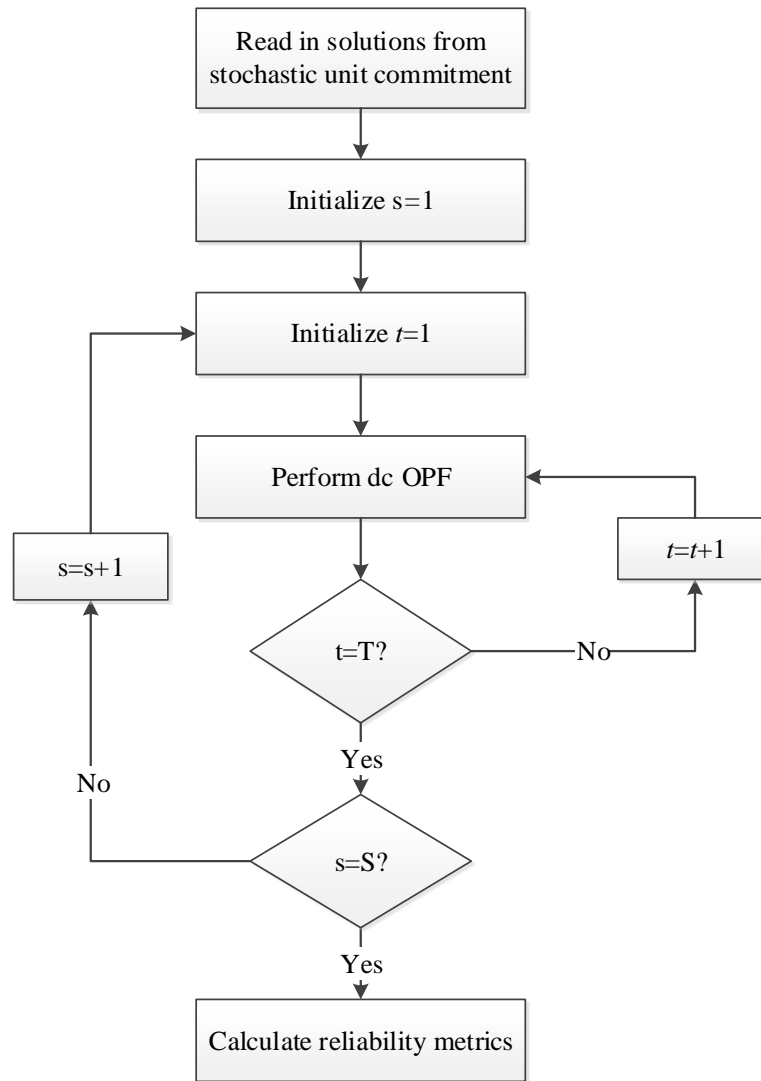 Read in solutions from
stochastic unit commitment
Initialize s=1
Initialize t=1
Perform dc OPF
s=s+1
t=t+1
t=T?
No
Yes
No
s=S?
Yes
Calculate reliability metrics